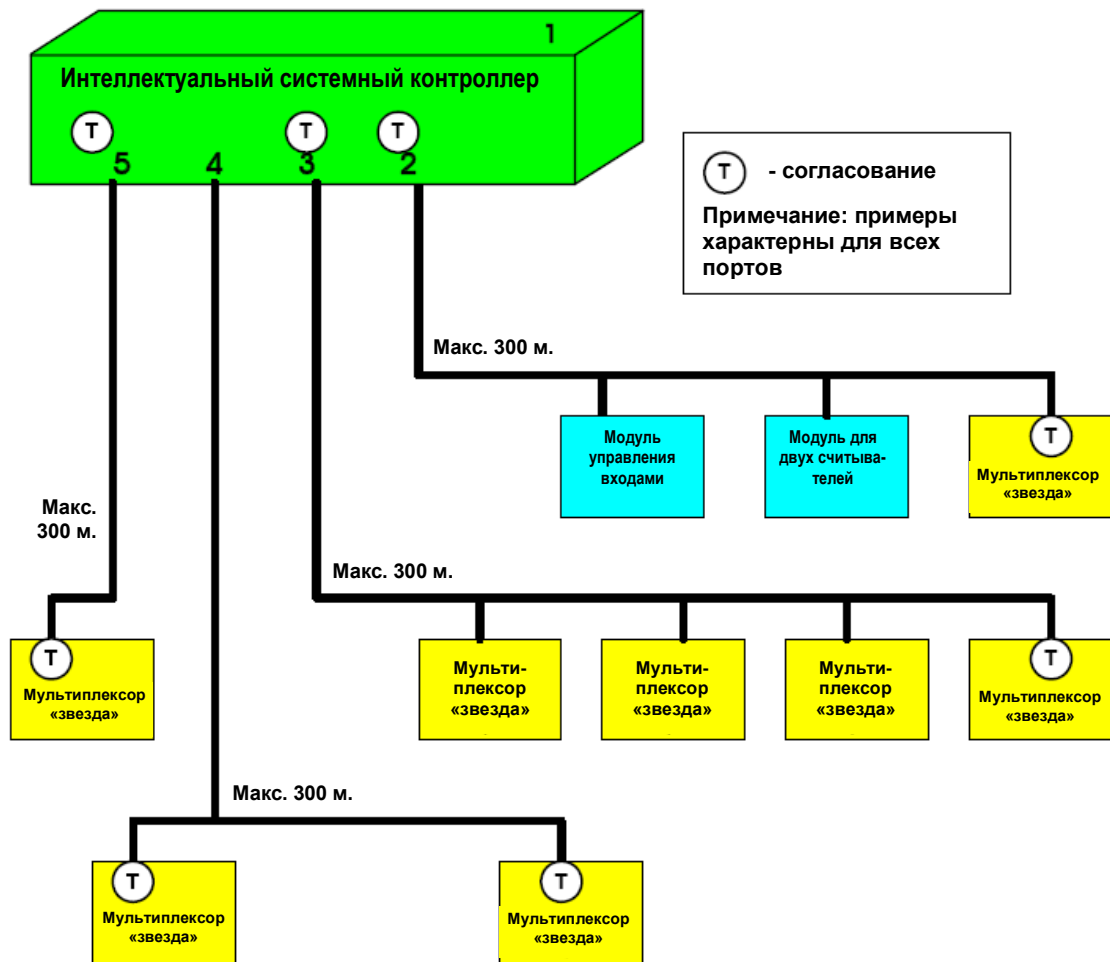 1
Интеллектуальный системный контроллер
T
T
T
5
4
3
2
T
- согласование
Примечание: примеры
характерны для всех
портов
Макс. 300 м.
Модуль
управления
входами
Модуль для
двух считыва-
телей
T
Мультиплексор
«звезда»
Макс.
300 м.
Макс. 300 м.
T
Мультиплексор
«звезда»
Мульти-
плексор
«звезда»
Мульти-
плексор
«звезда»
Мульти-
плексор
«звезда»
T
Мультиплексор
«звезда»
Макс. 300 м.
T
Мультиплексор
«звезда»
T
Мультиплексор
«звезда»